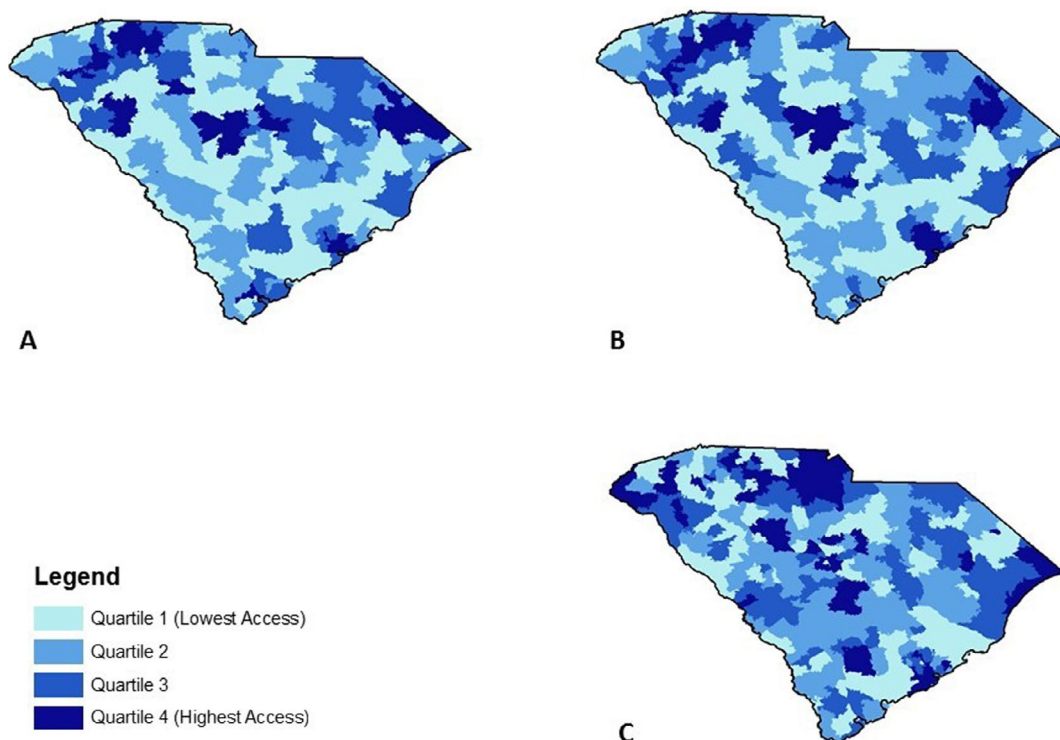 A
B
Legend
Quartile 1 (Lowest Access)
Quartile 2
Quartile 3
Quartile 4 (Highest Access)
C